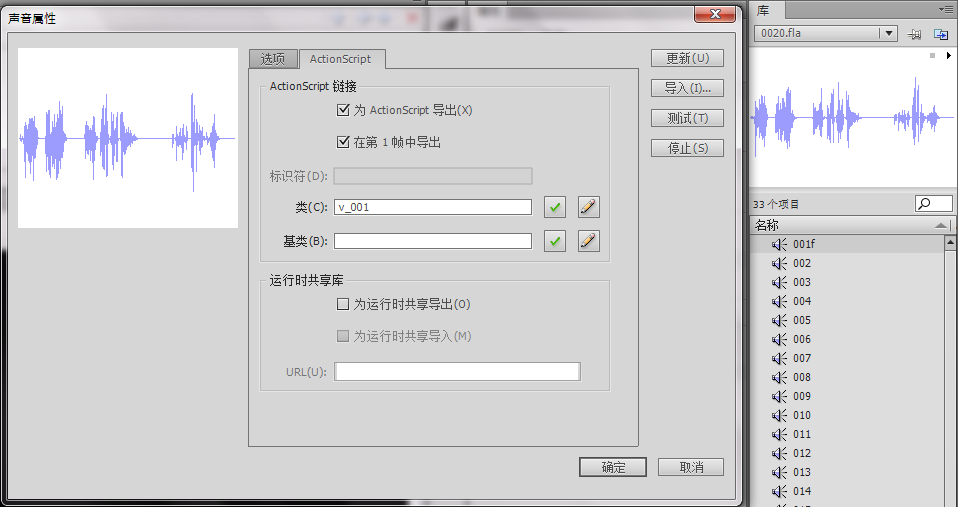 声音属性
选项
ActionScript
ActionScript 链接
为 ActionScript 导出(X)
在第 1 帧中导出
标识符(D):
类(C):
v_001
基类(B):
运行时共享库
为运行时共享导出(O)
为运行时共享导入(M)
URL(U):
更新(U)
导入(I)...
测试(T)
停止(S)
确定
取消
库
0020.fla
33 个项目
名称
001f
002
003
004
005
006
007
008
009
010
011
012
013
014